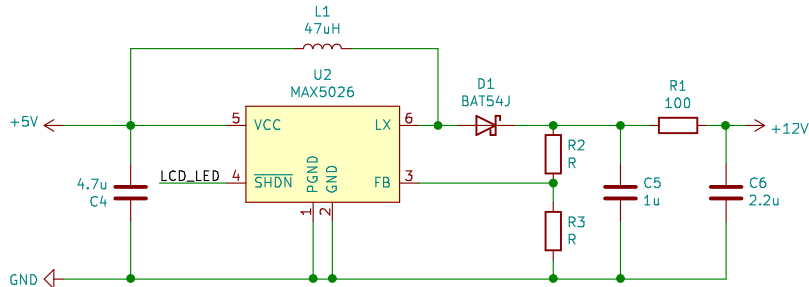 L1
47uH
U2
MAX5026
D1
BAT54J
R1
100
+5V
5
VCC
LX
6
+12V
R2
R
4.7u
C4
LCD_LED
4
SHDN
PGND
GND
FB
3
C5
1u
C6
2.2u
1
2
R3
R
GND